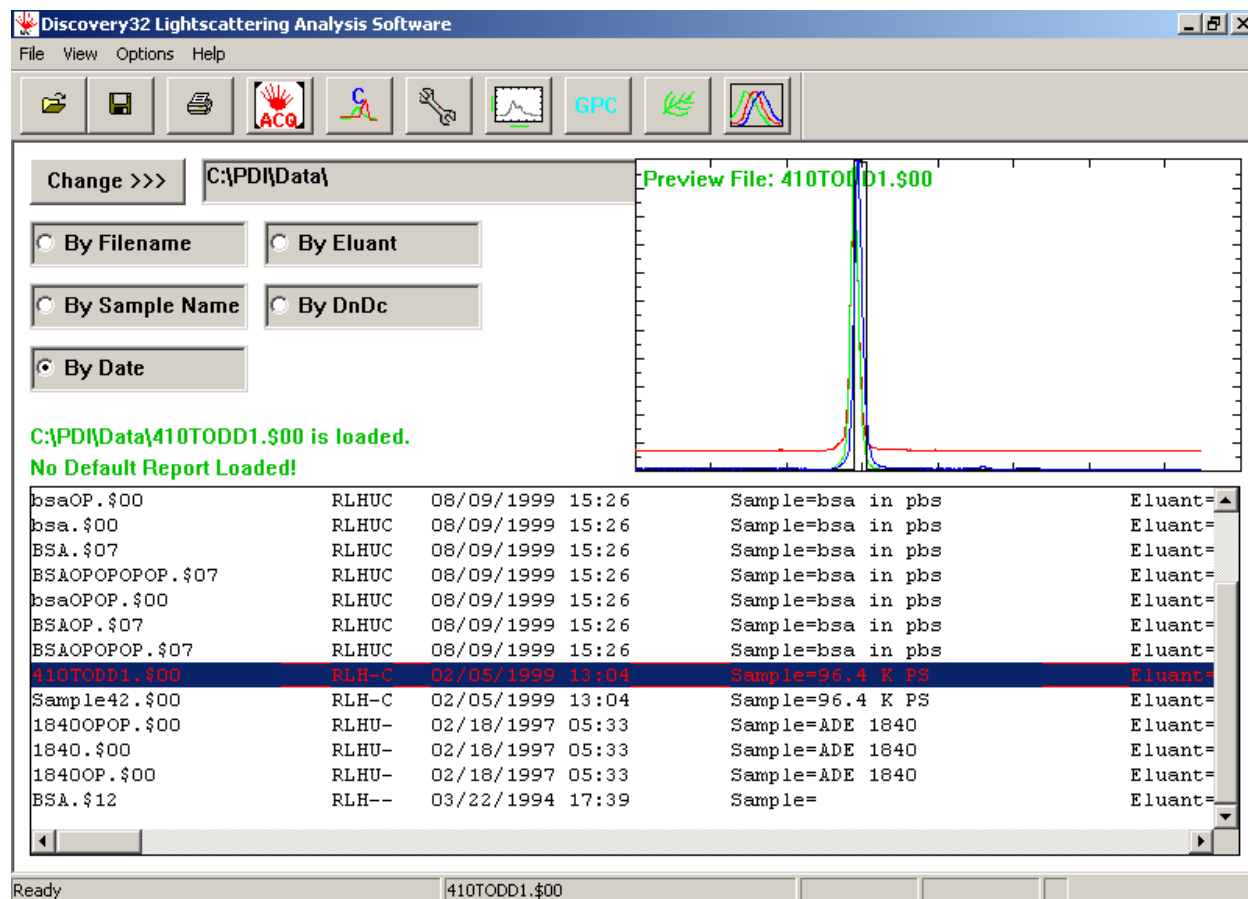 Discovery32 Lightscattering Analysis Software
File View Options Help
ACQ C GPC
Change >>> C:\PDI\Data\
Preview File: 410TODD1.$00
By Filename By Eluant
By Sample Name By DnDc
By Date
C:\PDI\Data\410TODD1.$00 is loaded.
No Default Report Loaded!
bsaOP.$00 RLHUC 08/09/1999 15:26 Sample=bsa in pbs Eluant=
bsa.$00 RLHUC 08/09/1999 15:26 Sample=bsa in pbs Eluant=
BSA.$07 RLHUC 08/09/1999 15:26 Sample=bsa in pbs Eluant=
BSAOPOPOPOP.$07 RLHUC 08/09/1999 15:26 Sample=bsa in pbs Eluant=
bsaOPOP.$00 RLHUC 08/09/1999 15:26 Sample=bsa in pbs Eluant=
BSAOP.$07 RLHUC 08/09/1999 15:26 Sample=bsa in pbs Eluant=
BSAOPOPOP.$07 RLHUC 08/09/1999 15:26 Sample=bsa in pbs Eluant=
410TODD1.$00 RLH-C 02/05/1999 13:04 Sample=96.4 K PS Eluant=
Sample42.$00 RLH-C 02/05/1999 13:04 Sample=96.4 K PS Eluant=
1840OPOP.$00 RLHU- 02/18/1997 05:33 Sample=ADE 1840 Eluant=
1840.$00 RLHU- 02/18/1997 05:33 Sample=ADE 1840 Eluant=
1840OP.$00 RLHU- 02/18/1997 05:33 Sample=ADE 1840 Eluant=
BSA.$12 RLH-- 03/22/1994 17:39 Sample= Eluant=
Ready 410TODD1.$00